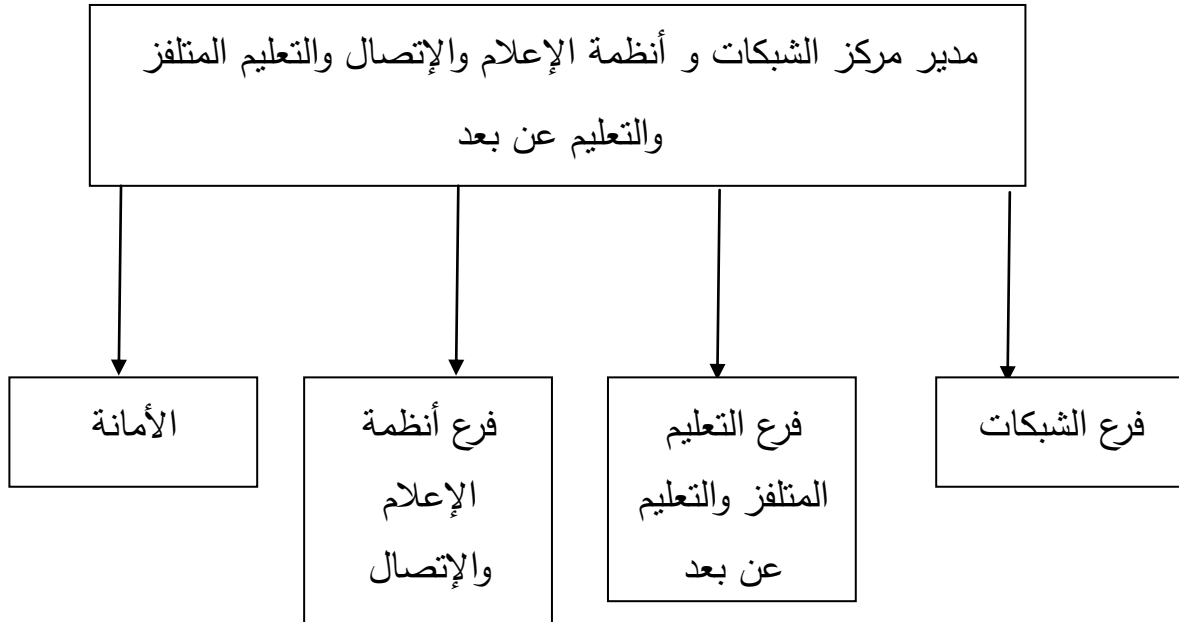 مدير مركز الشبكات و أنظمة الإعلام والإتصال والتعليم المتلفز
والتعليم عن بعد
فرع الشبكات
فرع التعليم
المتلفز والتعليم
عن بعد
فرع أنظمة
الإعلام
والإتصال
الأمانة